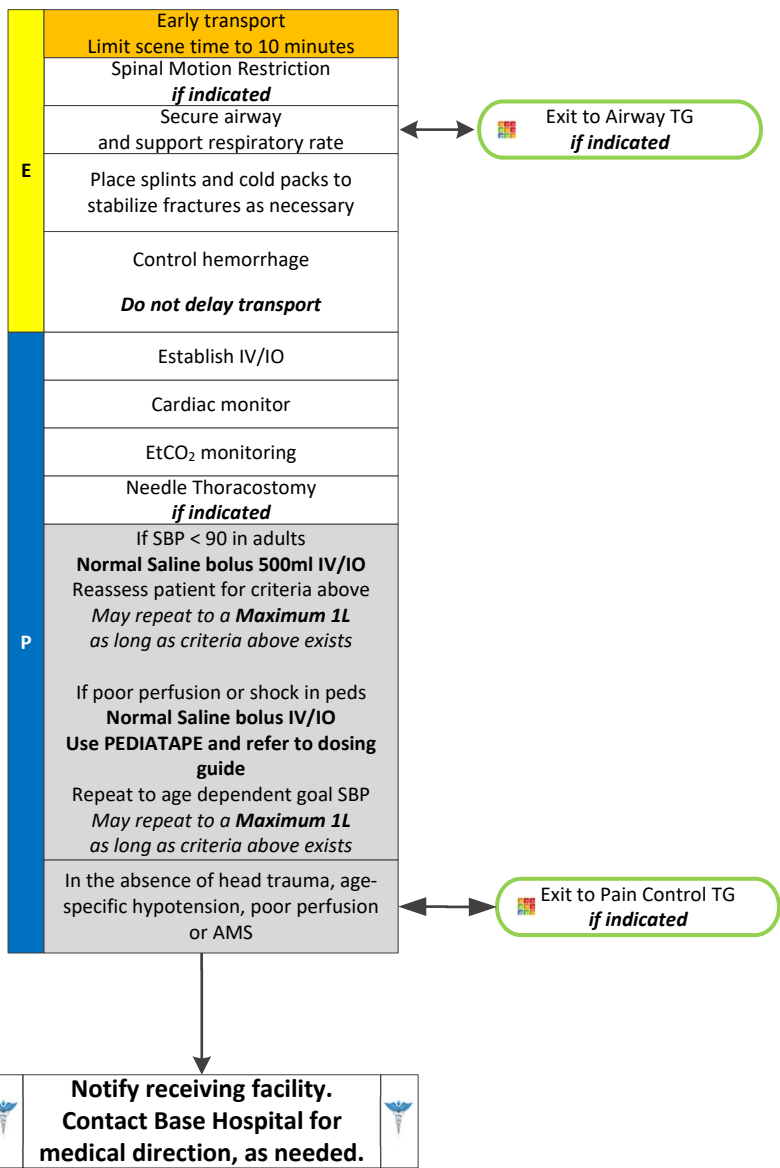 Early transport
Limit scene time to 10 minutes
Spinal Motion Restriction
if indicated
Secure airway
and support respiratory rate
Exit to Airway TG
if indicated
E
Place splints and cold packs to
stabilize fractures as necessary
Control hemorrhage
Do not delay transport
Establish IV/IO
Cardiac monitor
EtCO₂ monitoring
Needle Thoracostomy
if indicated
If SBP < 90 in adults
Normal Saline bolus 500ml IV/IO
Reassess patient for criteria above
May repeat to a Maximum 1L
as long as criteria above exists
P
If poor perfusion or shock in peds
Normal Saline bolus IV/IO
Use PEDIATAPE and refer to dosing
guide
Repeat to age dependent goal SBP
May repeat to a Maximum 1L
as long as criteria above exists
In the absence of head trauma, age-
specific hypotension, poor perfusion
or AMS
Exit to Pain Control TG
if indicated
Notify receiving facility.
Contact Base Hospital for
medical direction, as needed.